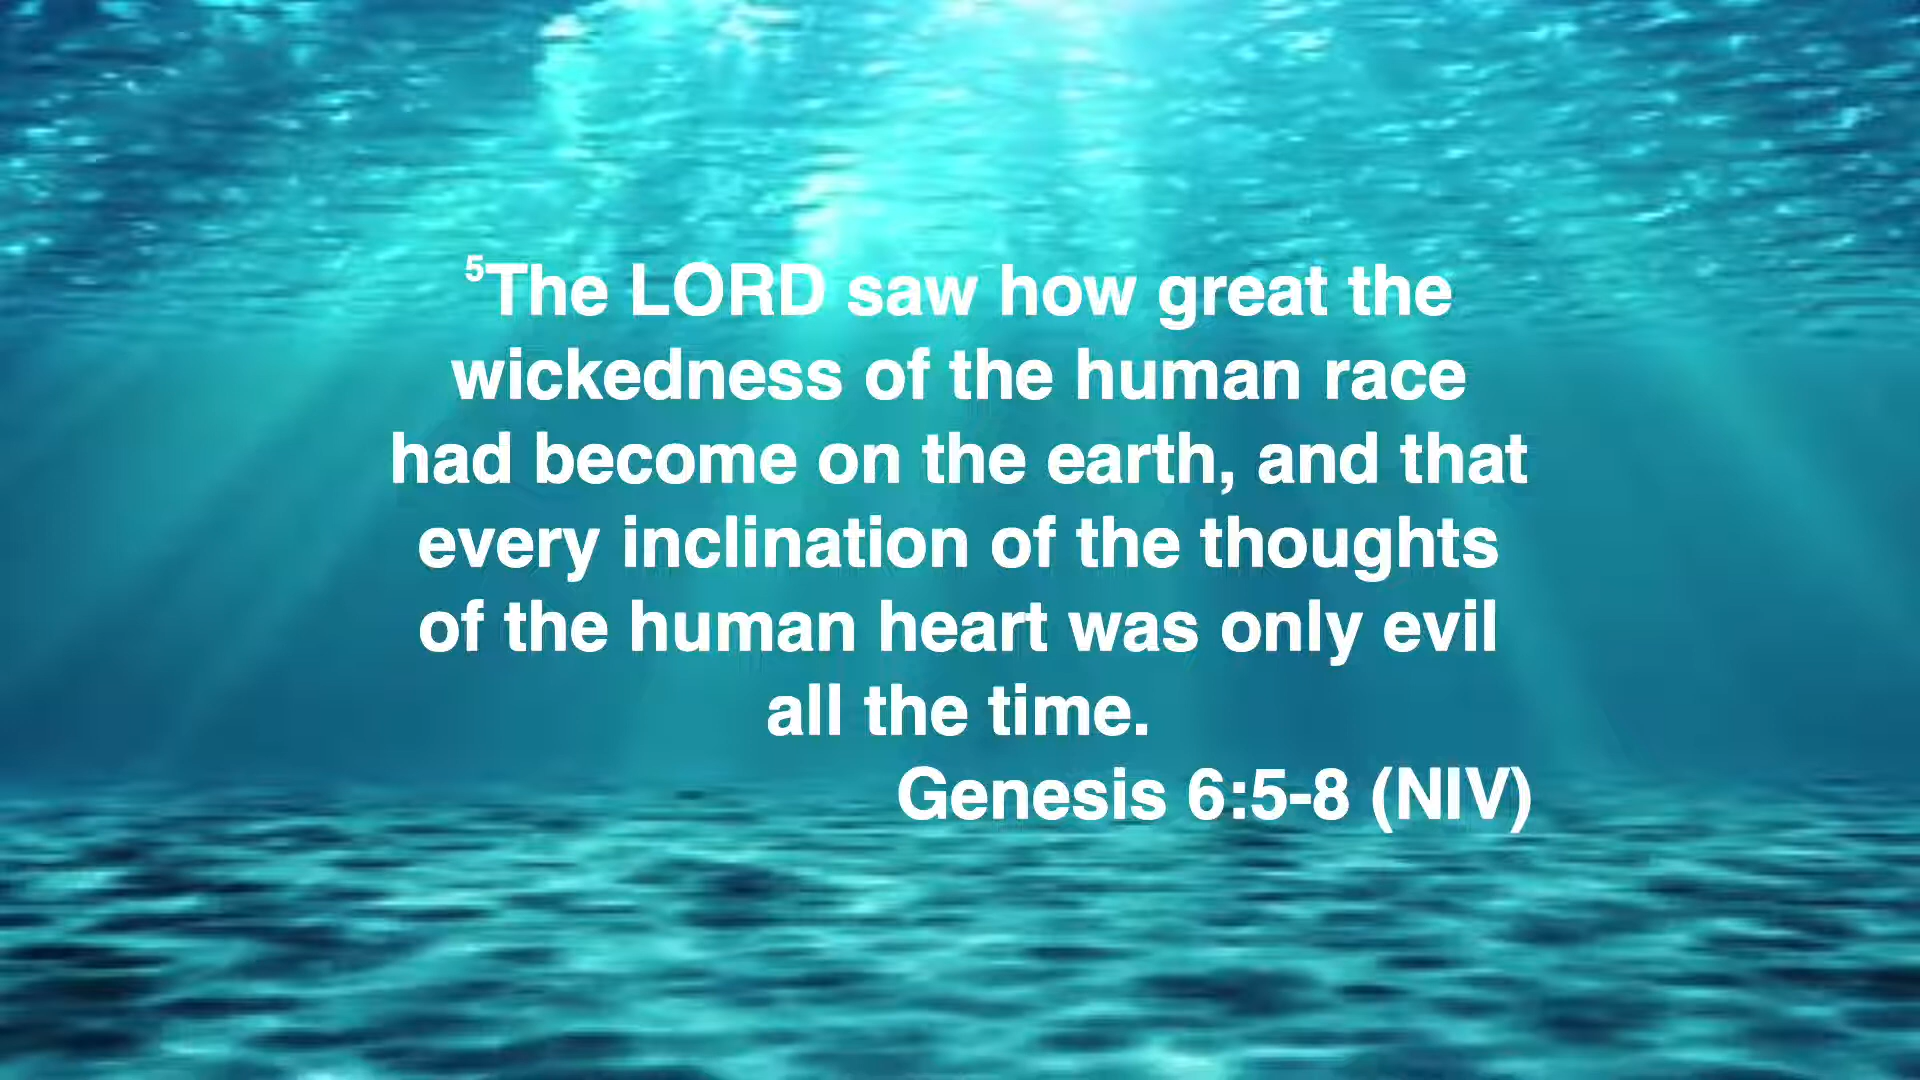 ⁵The LORD saw how great the
wickedness of the human race
had become on the earth, and that
every inclination of the thoughts
of the human heart was only evil
all the time.
Genesis 6:5-8 (NIV)